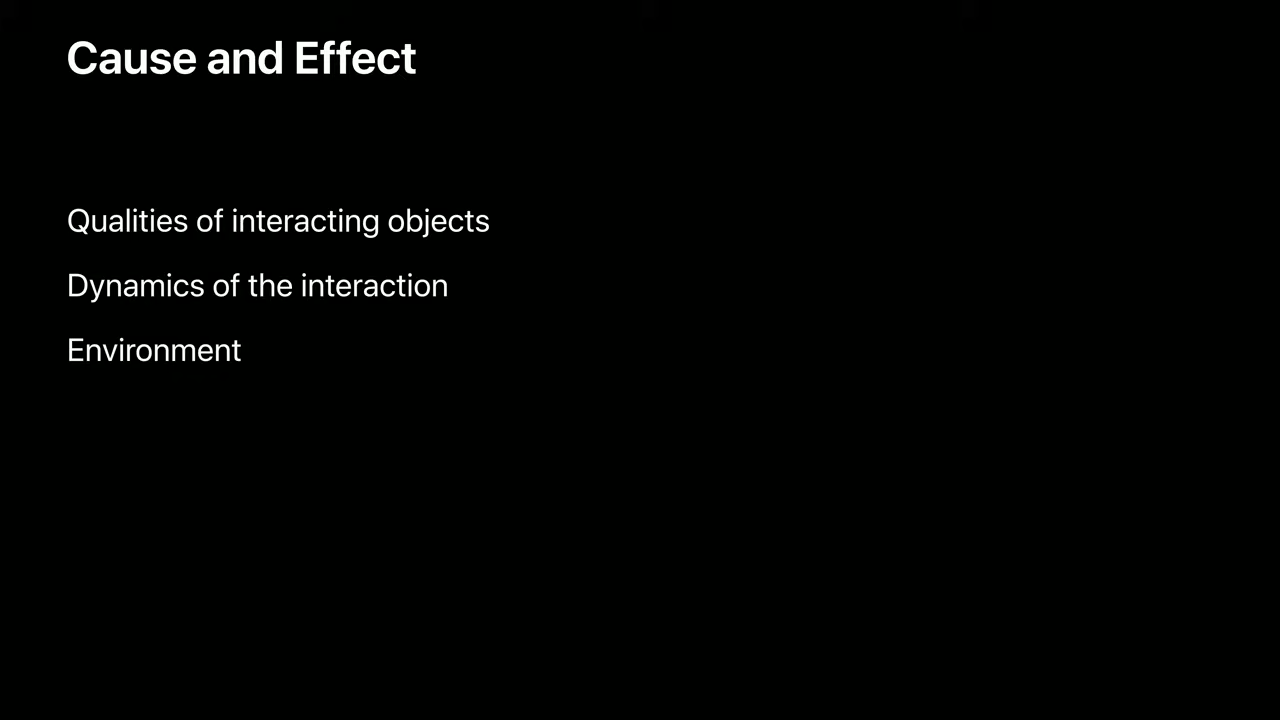 Cause and Effect
Qualities of interacting objects
Dynamics of the interaction
Environment